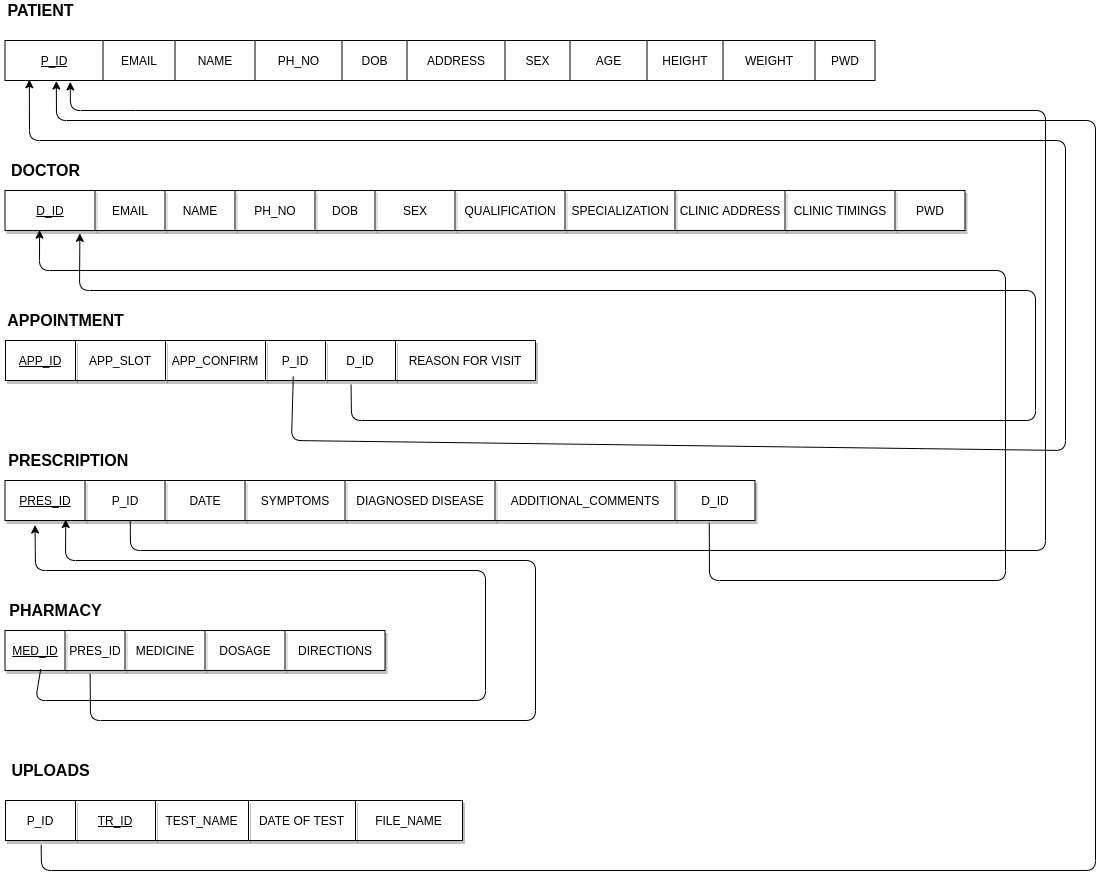 PATIENT
P_ID EMAIL NAME PH_NO DOB ADDRESS SEX AGE HEIGHT WEIGHT PWD
DOCTOR
D_ID EMAIL NAME PH_NO DOB SEX QUALIFICATION SPECIALIZATION CLINIC ADDRESS CLINIC TIMINGS PWD
APPOINTMENT
APP_ID APP_SLOT APP_CONFIRM P_ID D_ID REASON FOR VISIT
PRESCRIPTION
PRES_ID P_ID DATE SYMPTOMS DIAGNOSED DISEASE ADDITIONAL_COMMENTS D_ID
PHARMACY
MED_ID PRES_ID MEDICINE DOSAGE DIRECTIONS
UPLOADS
P_ID TR_ID TEST_NAME DATE OF TEST FILE_NAME